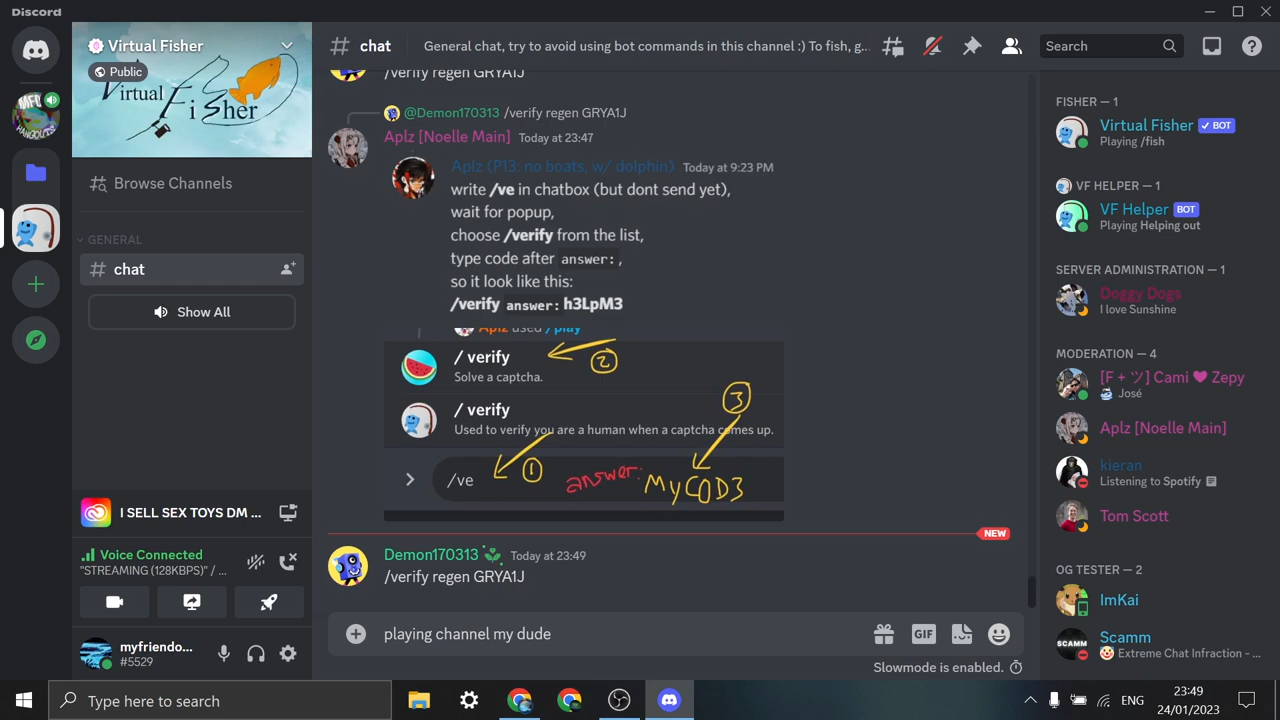 Discord
Virtual Fisher
Public
Virtual Fisher
Browse Channels
GENERAL
chat
Show All
I SELL SEX TOYS DM ...
Voice Connected
"STREAMING (128KBPS)" / ...
myfriendo...
#5529
chat
General chat, try to avoid using bot commands in this channel :) To fish, g...
Search
/verify regen GRYA1J
@Demon170313 /verify regen GRYA1J
Aplz [Noelle Main] Today at 23:47
Aplz (P13: no boats, w/ dolphin) Today at 9:23 PM
write /ve in chatbox (but dont send yet),
wait for popup,
choose /verify from the list,
type code after answer:,
so it look like this:
/verify answer: h3LpM3
Aplz used /play
/ verify
2
Solve a captcha.
3
/ verify
Used to verify you are a human when a captcha comes up.
/ve
1
answer:
MyCOD3
NEW
Demon170313 Today at 23:49
/verify regen GRYA1J
playing channel my dude
GIF
Slowmode is enabled.
FISHER — 1
Virtual Fisher BOT
Playing /fish
VF HELPER — 1
VF Helper BOT
Playing Helping out
SERVER ADMINISTRATION — 1
Doggy Dogs
I love Sunshine
MODERATION — 4
[F + ツ] Cami ♥ Zepy
José
Aplz [Noelle Main]
kieran
Listening to Spotify
Tom Scott
OG TESTER — 2
ImKai
SCAMM
Scamm
🤡 Extreme Chat Infraction - ...
Type here to search
ENG
23:49
24/01/2023